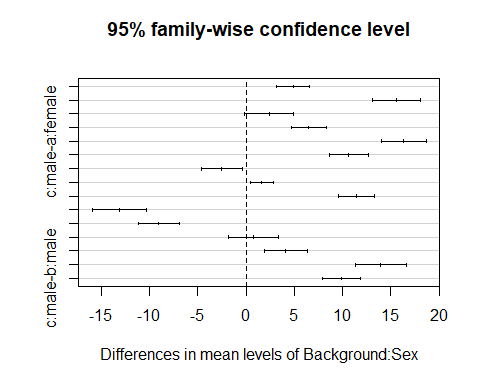 95% family-wise confidence level
c:male-a:female
c:male-b:male
-15 -10 -5 0 5 10 15 20
Differences in mean levels of Background:Sex